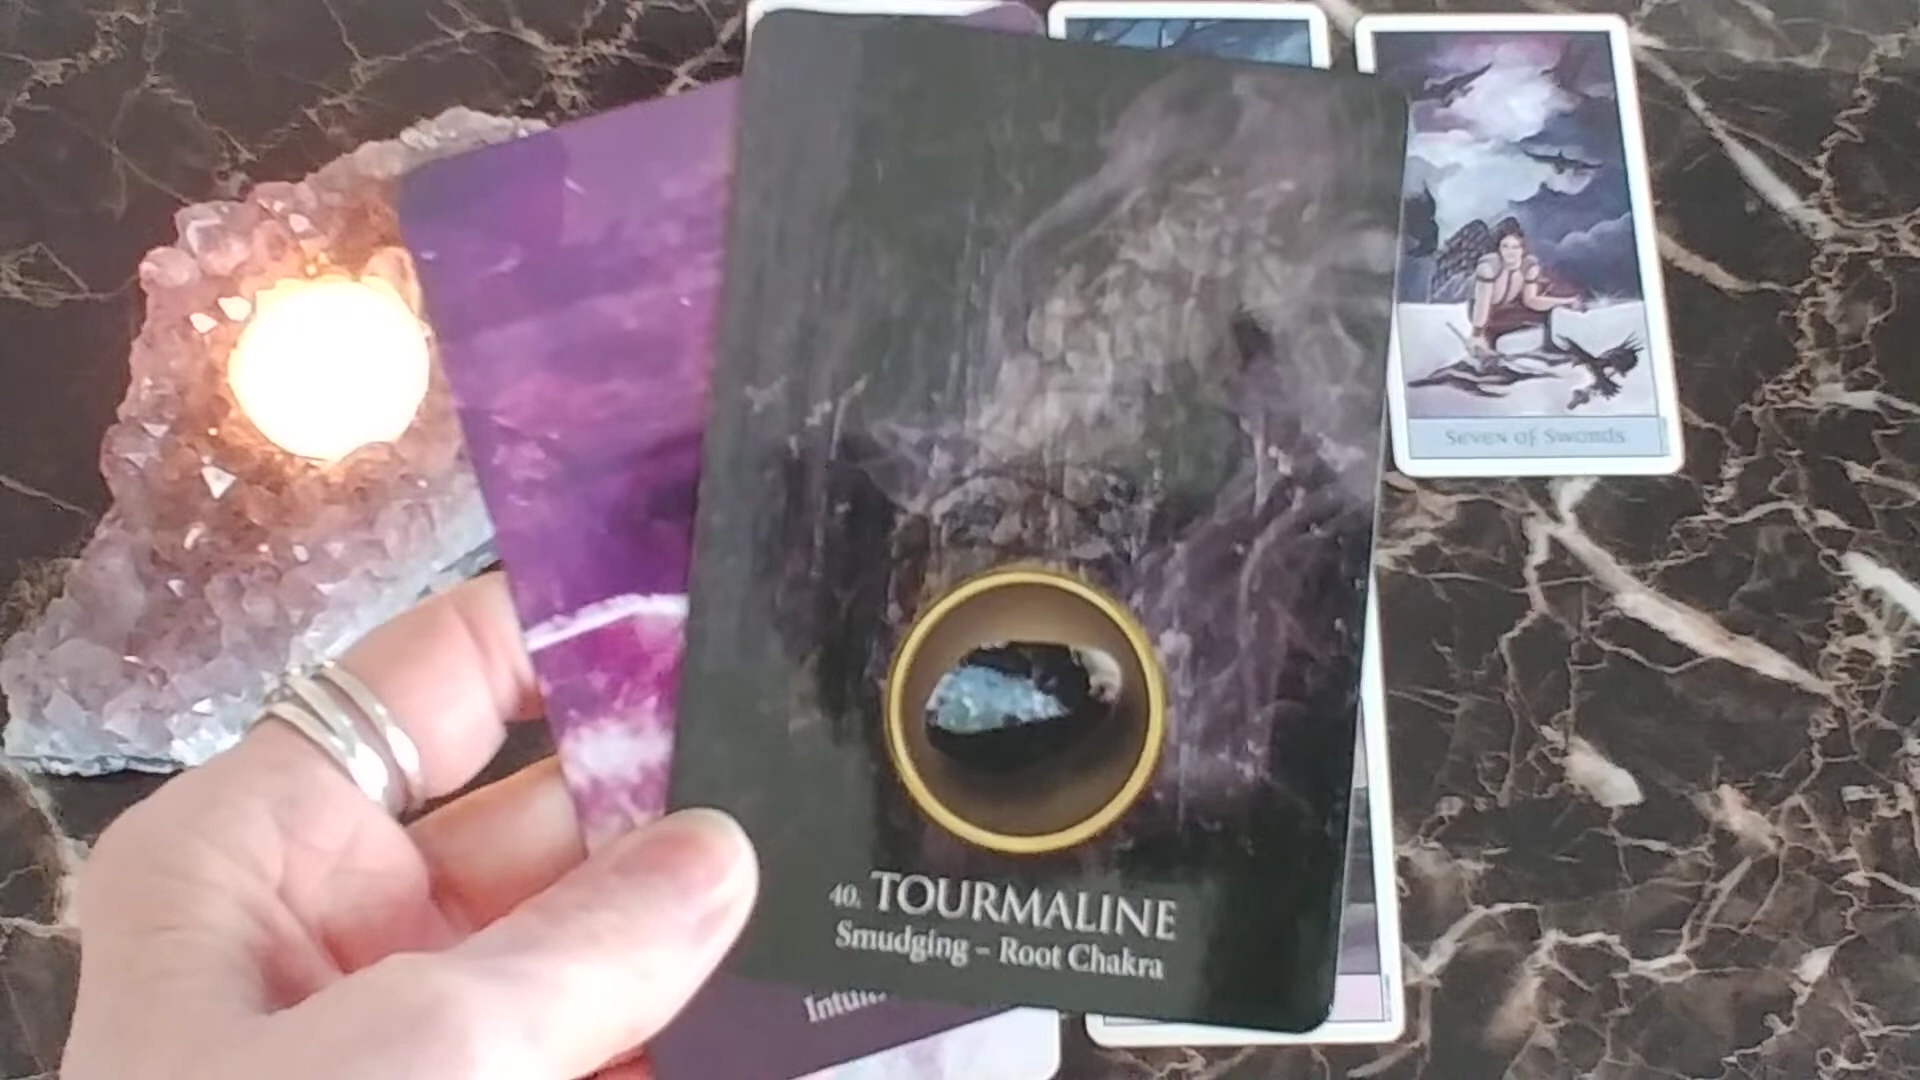 Seven of Swords
40. TOURMALINE
Smudging – Root Chakra